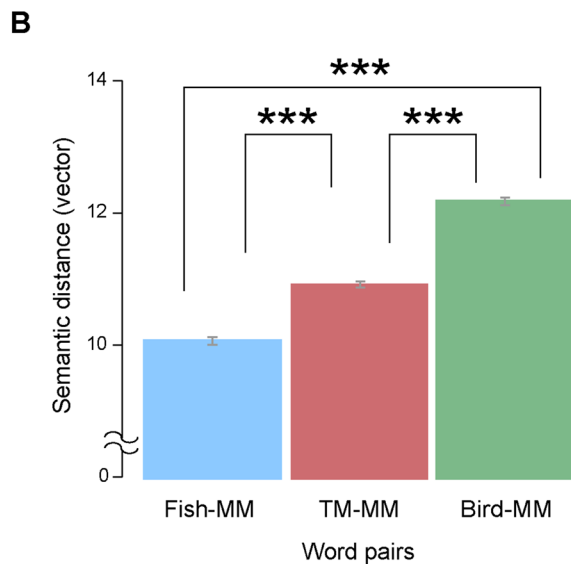 B
14
***
***
***
12
Semantic distance (vector)
10
0
Fish-MM
TM-MM
Bird-MM
Word pairs